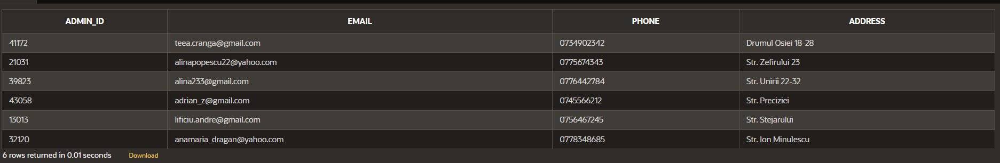 ADMIN_ID EMAIL PHONE ADDRESS
41172 teea.cranga@gmail.com 0734902342 Drumul Osiei 18-28
21031 alinapopescu22@yahoo.com 0775674343 Str. Zefirului 23
39823 alina233@gmail.com 0776442784 Str. Unirii 22-32
43058 adrian_z@gmail.com 0745566212 Str. Preciziei
13013 lificiu.andre@gmail.com 0756467245 Str. Stejarului
32120 anamaria_dragan@yahoo.com 0778348685 Str. Ion Minulescu
6 rows returned in 0.01 seconds Download